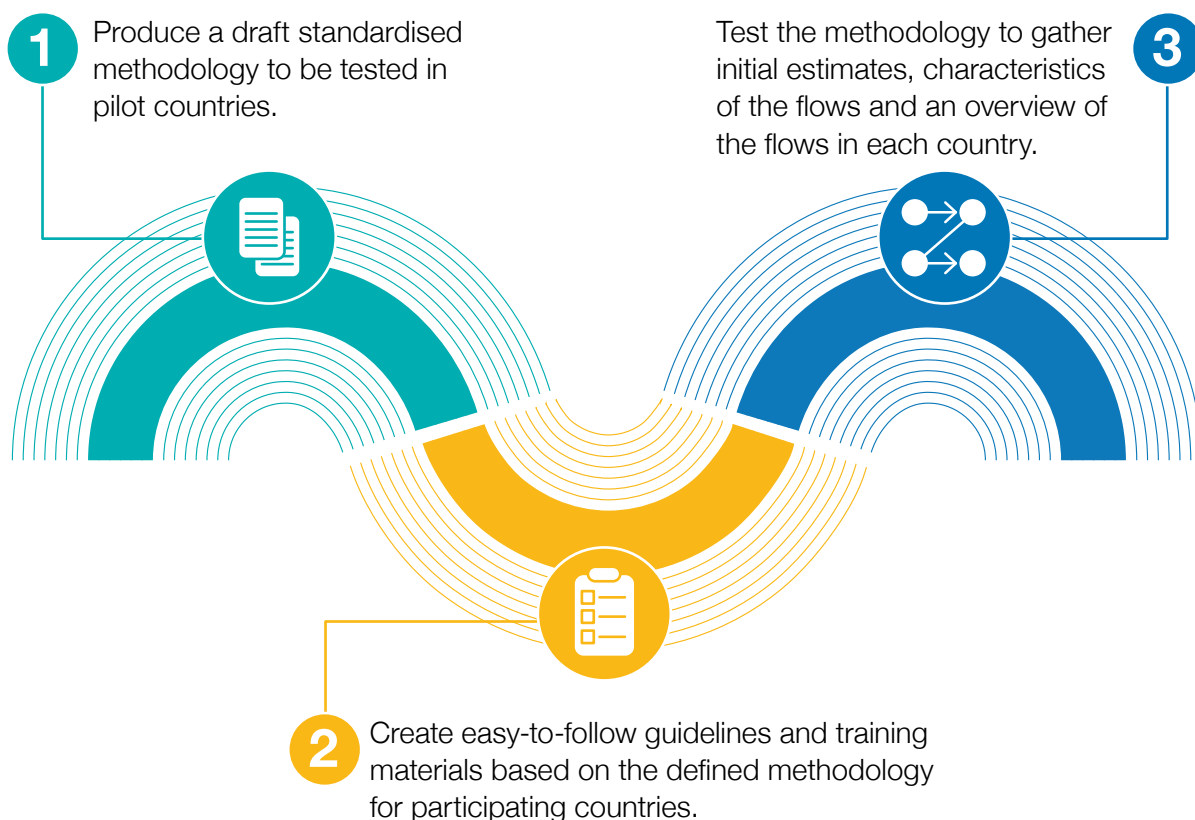 1
Produce a draft standardised
methodology to be tested in
pilot countries.
2
Create easy-to-follow guidelines and training
materials based on the defined methodology
for participating countries.
3
Test the methodology to gather
initial estimates, characteristics
of the flows and an overview of
the flows in each country.